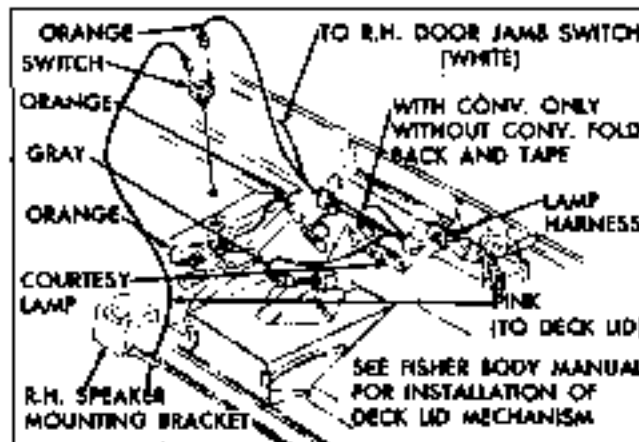 ORANGE
TO R.H. DOOR JAMB SWITCH
[WHITE]
SWITCH
ORANGE
WITH CONV. ONLY
WITHOUT CONV. FOLD
BACK AND TAPE
GRAY
ORANGE
LAMP
HARNESS
COURTESY
LAMP
PINK
(TO DECK LID)
SEE FISHER BODY MANUAL
FOR INSTALLATION OF
DECK LID MECHANISM
R.H. SPEAKER
MOUNTING BRACKET